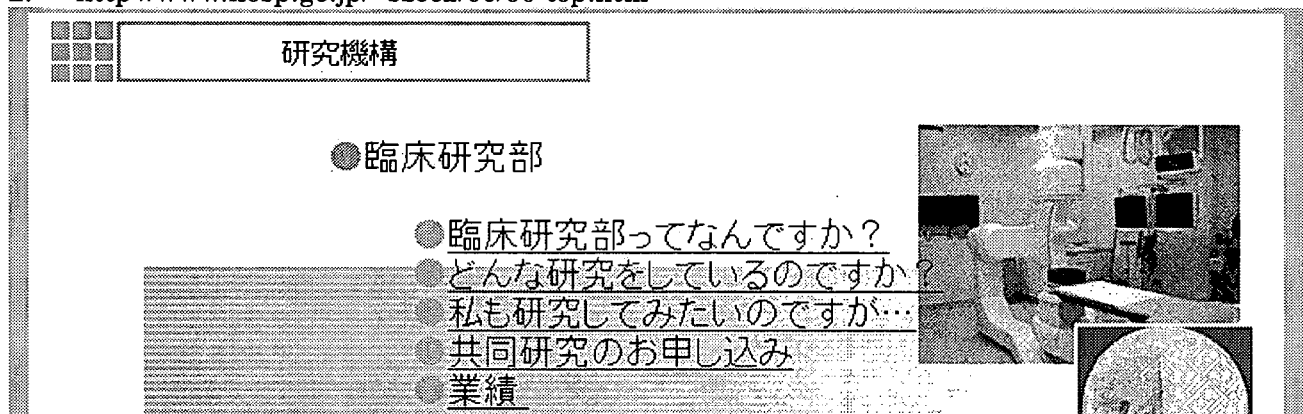 研究機構
●臨床研究部
●臨床研究部ってなんですか？
●どんな研究をしているのですか？
●私も研究してみたいのですが…
●共同研究のお申し込み
●業績